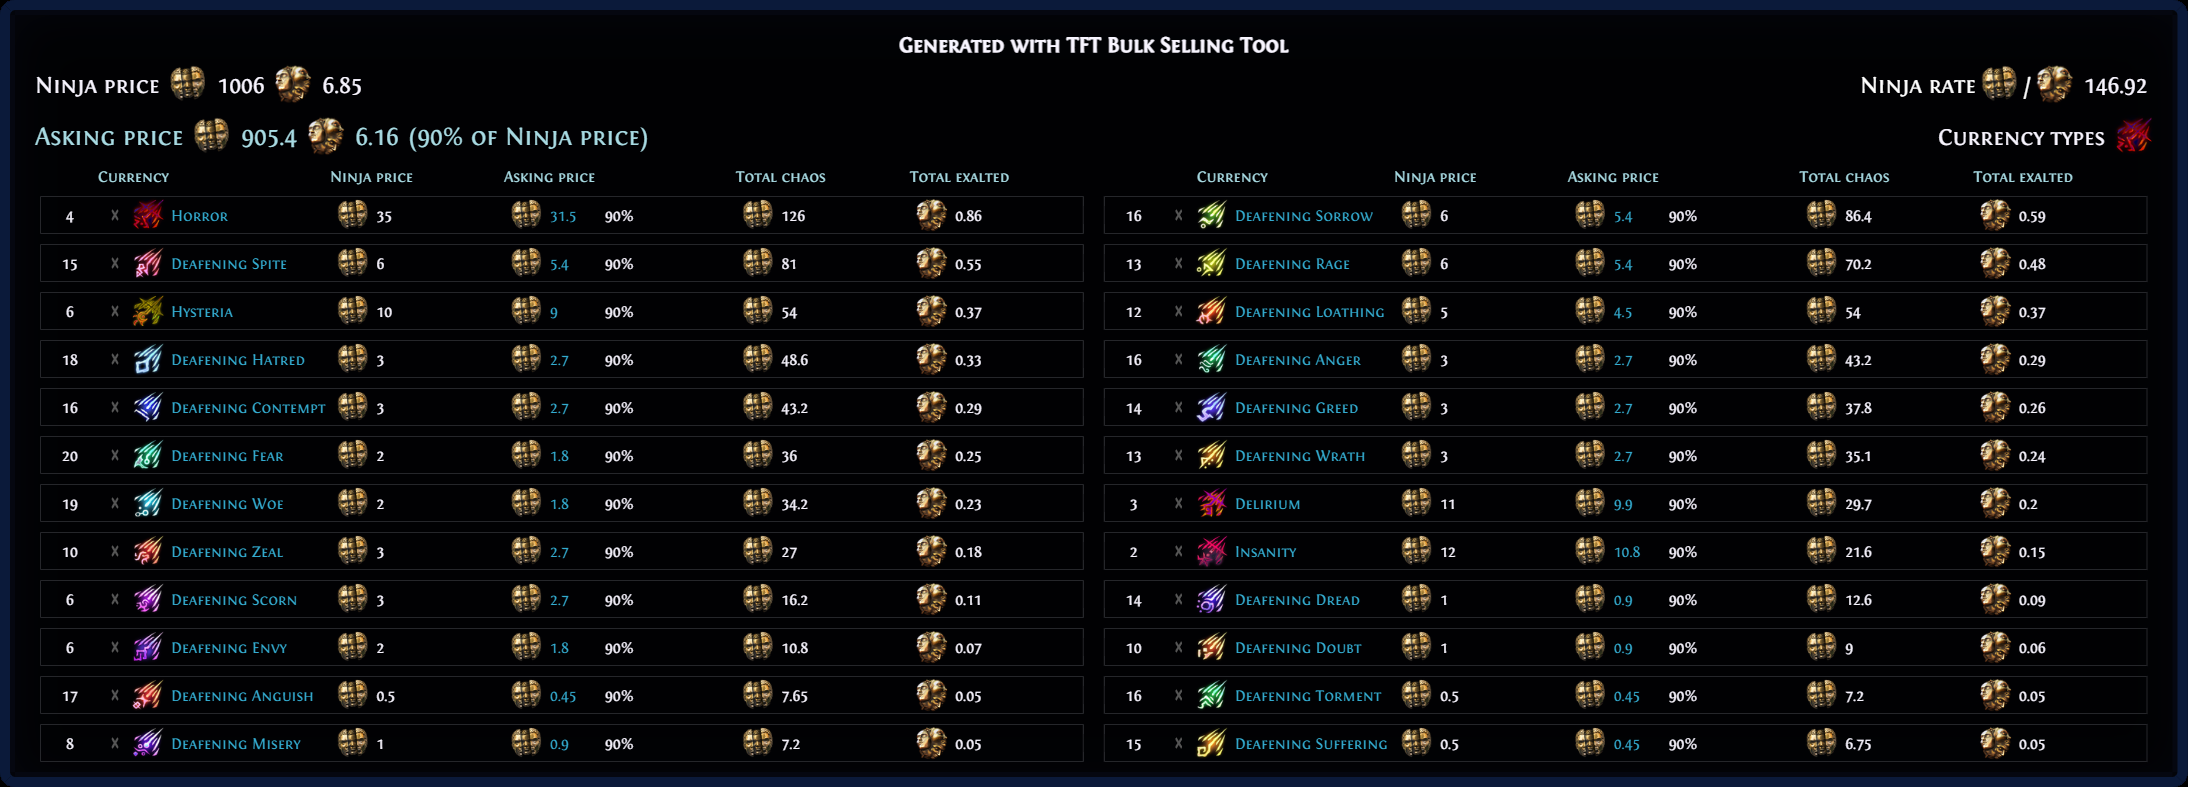 Generated with TFT Bulk Selling Tool
Ninja price 1006 6.85 Ninja rate / 146.92
Asking price 905.4 6.16 (90% of Ninja price) Currency types
Currency Ninja price Asking price Total chaos Total exalted Currency Ninja price Asking price Total chaos Total exalted
4 x Horror 35 31.5 90% 126 0.86 16 x Deafening Sorrow 6 5.4 90% 86.4 0.59
15 x Deafening Spite 6 5.4 90% 81 0.55 13 x Deafening Rage 6 5.4 90% 70.2 0.48
6 x Hysteria 10 9 90% 54 0.37 12 x Deafening Loathing 5 4.5 90% 54 0.37
18 x Deafening Hatred 3 2.7 90% 48.6 0.33 16 x Deafening Anger 3 2.7 90% 43.2 0.29
16 x Deafening Contempt 3 2.7 90% 43.2 0.29 14 x Deafening Greed 3 2.7 90% 37.8 0.26
20 x Deafening Fear 2 1.8 90% 36 0.25 13 x Deafening Wrath 3 2.7 90% 35.1 0.24
19 x Deafening Woe 2 1.8 90% 34.2 0.23 3 x Delirium 11 9.9 90% 29.7 0.2
10 x Deafening Zeal 3 2.7 90% 27 0.18 2 x Insanity 12 10.8 90% 21.6 0.15
6 x Deafening Scorn 3 2.7 90% 16.2 0.11 14 x Deafening Dread 1 0.9 90% 12.6 0.09
6 x Deafening Envy 2 1.8 90% 10.8 0.07 10 x Deafening Doubt 1 0.9 90% 9 0.06
17 x Deafening Anguish 0.5 0.45 90% 7.65 0.05 16 x Deafening Torment 0.5 0.45 90% 7.2 0.05
8 x Deafening Misery 1 0.9 90% 7.2 0.05 15 x Deafening Suffering 0.5 0.45 90% 6.75 0.05